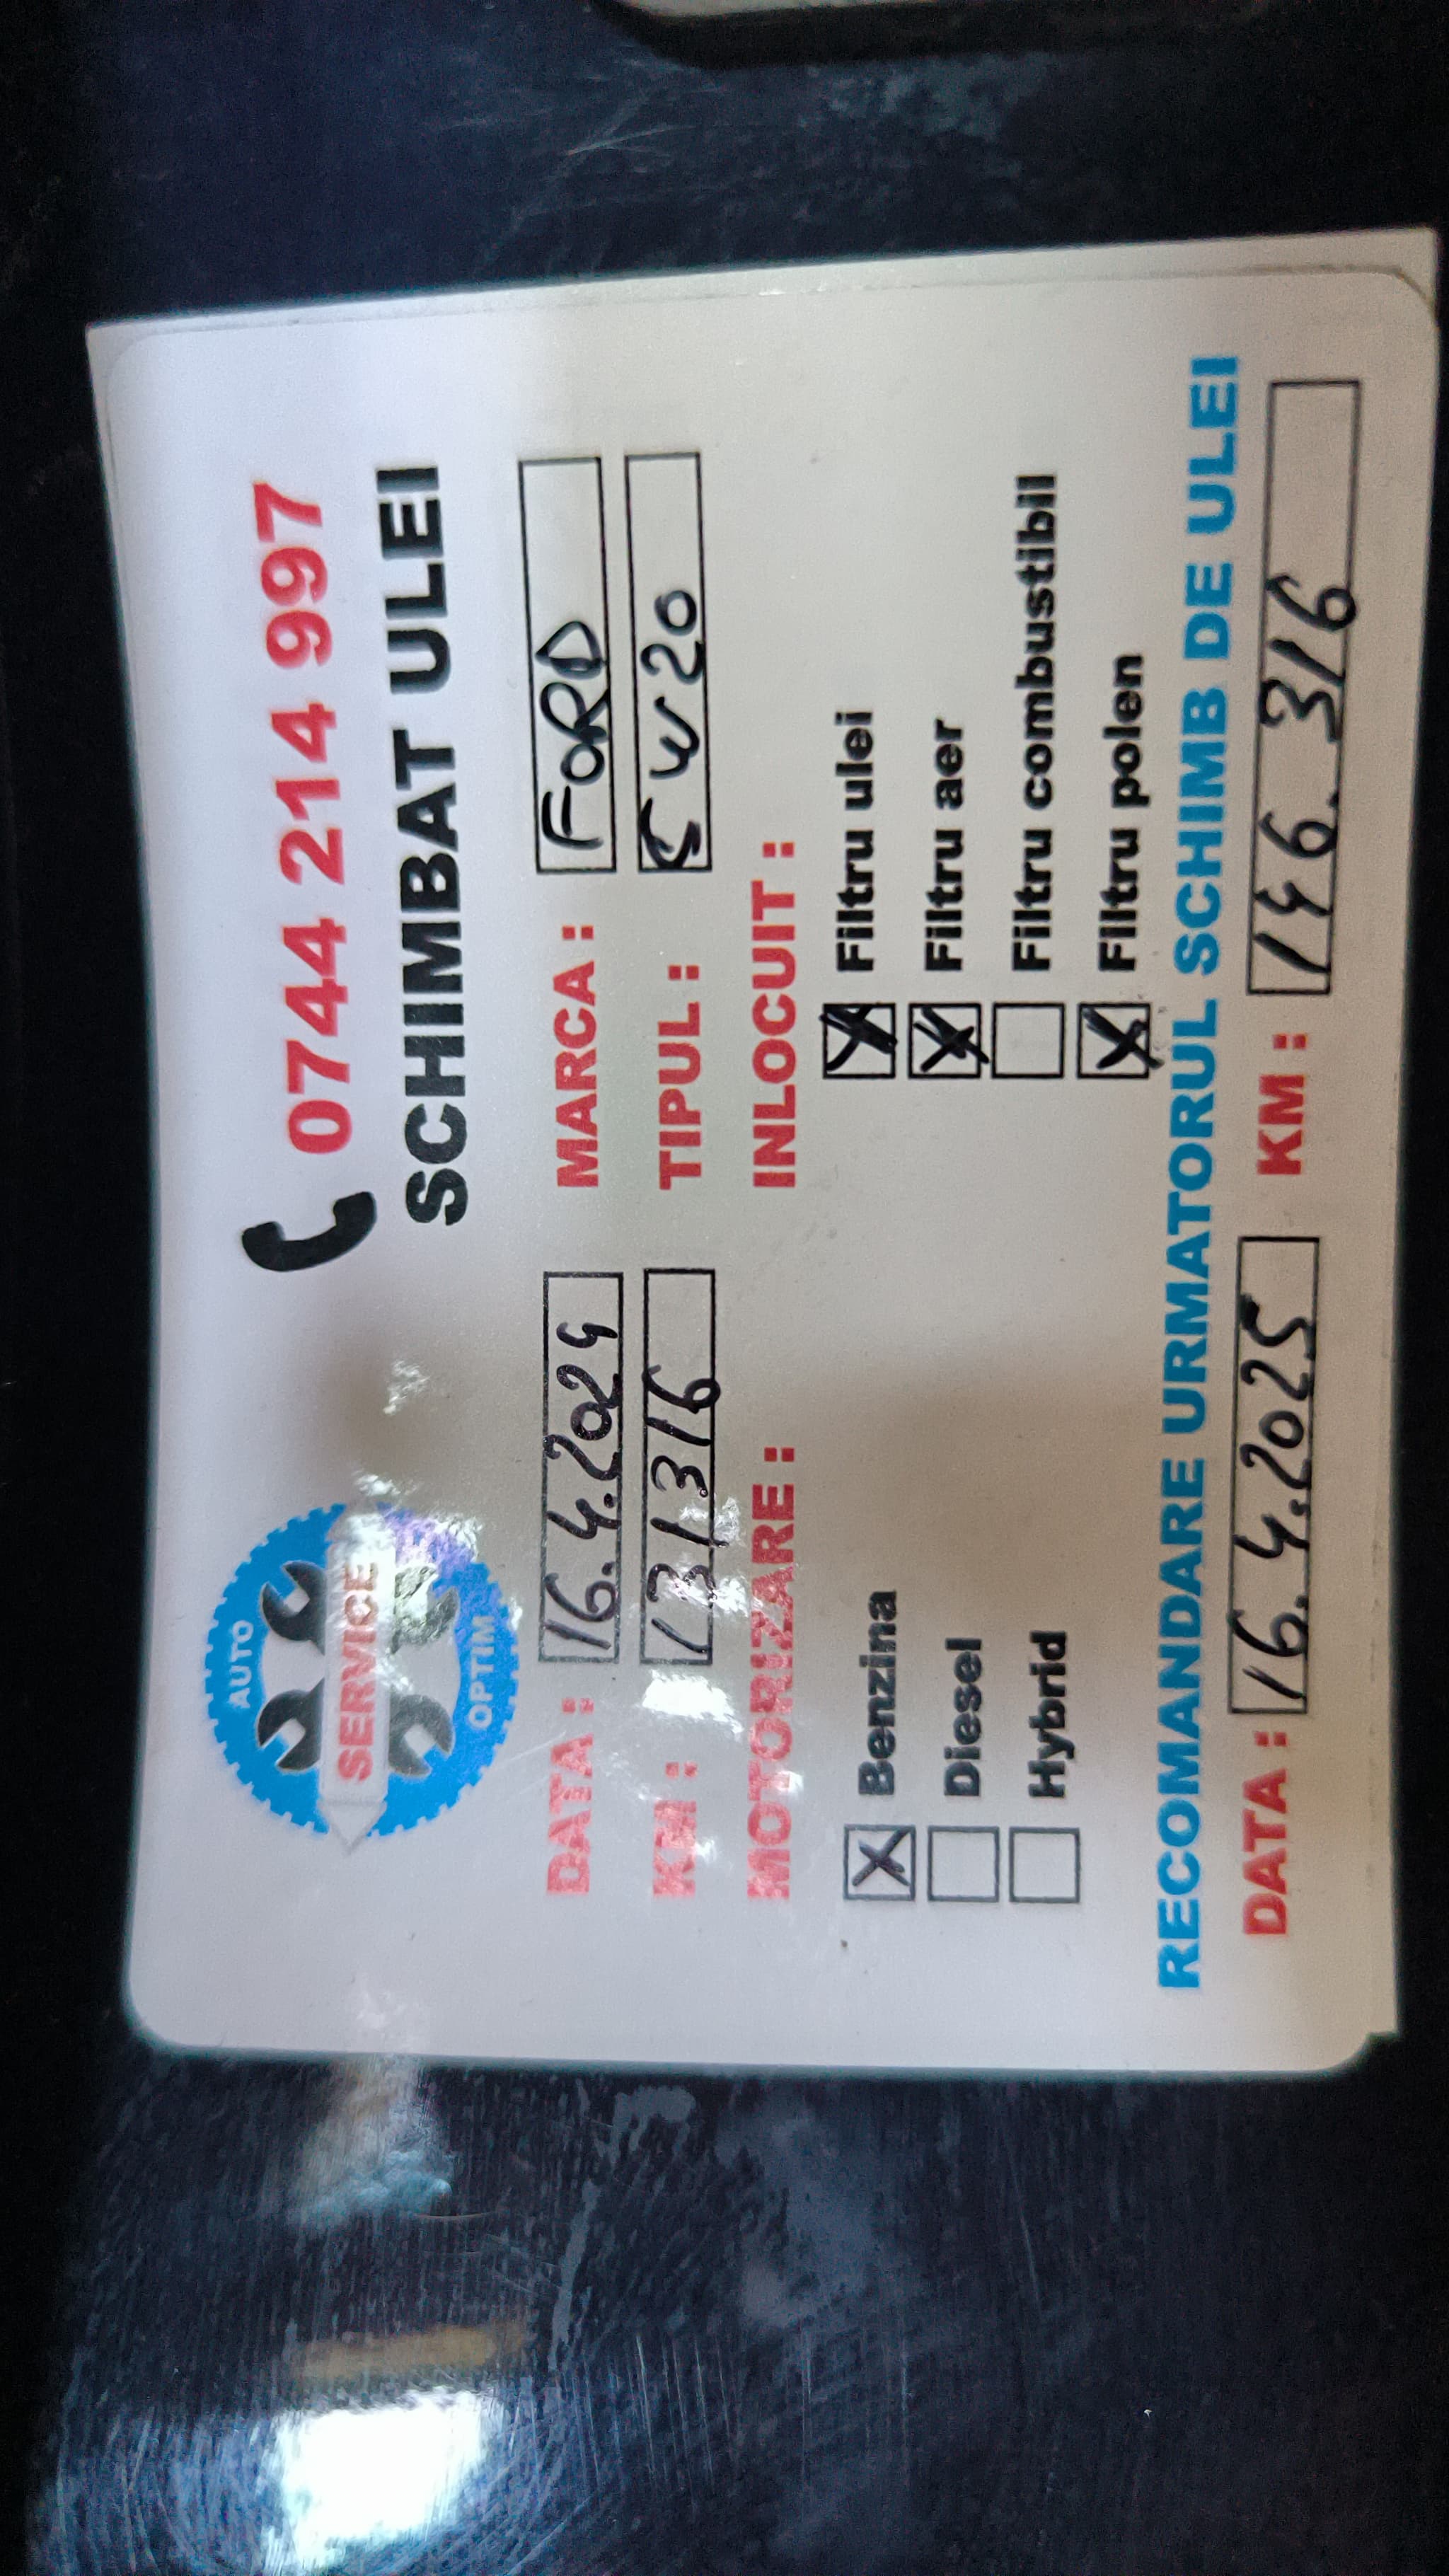 AUTO
SERVICE
OPTIM
0744 214 997
SCHIMBAT ULEI
DATA : 16.4.2024 MARCA : FORD
KM : 131316 TIPUL : 5W20
MOTORIZARE : INLOCUIT :
X Benzina X Filtru ulei
Diesel X Filtru aer
Hybrid Filtru combustibil
X Filtru polen
RECOMANDARE URMATORUL SCHIMB DE ULEI
DATA : 16.4.2025 KM : 146.316